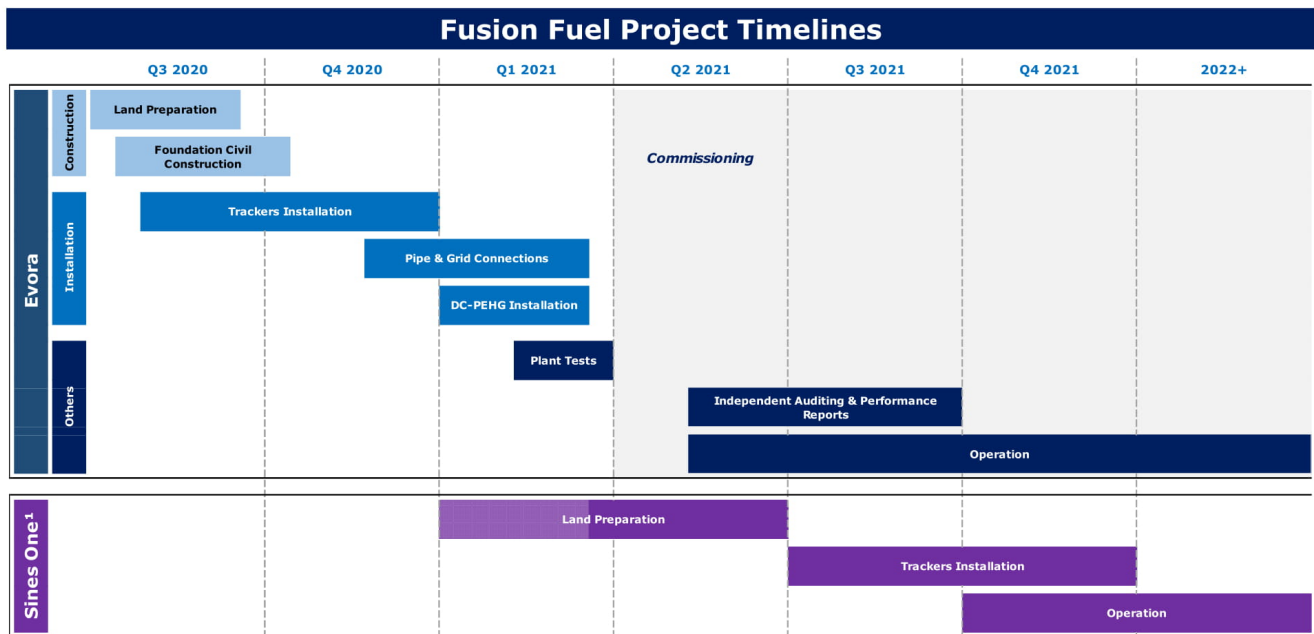 Fusion Fuel Project Timelines
Q3 2020
Q4 2020
Q1 2021
Q2 2021
Q3 2021
Q4 2021
2022+
Evora
Construction
Land Preparation
Foundation Civil
Construction
Commissioning
Installation
Trackers Installation
Pipe & Grid Connections
DC-PEHG Installation
Others
Plant Tests
Independent Auditing & Performance
Reports
Operation
Sines One¹
Land Preparation
Trackers Installation
Operation